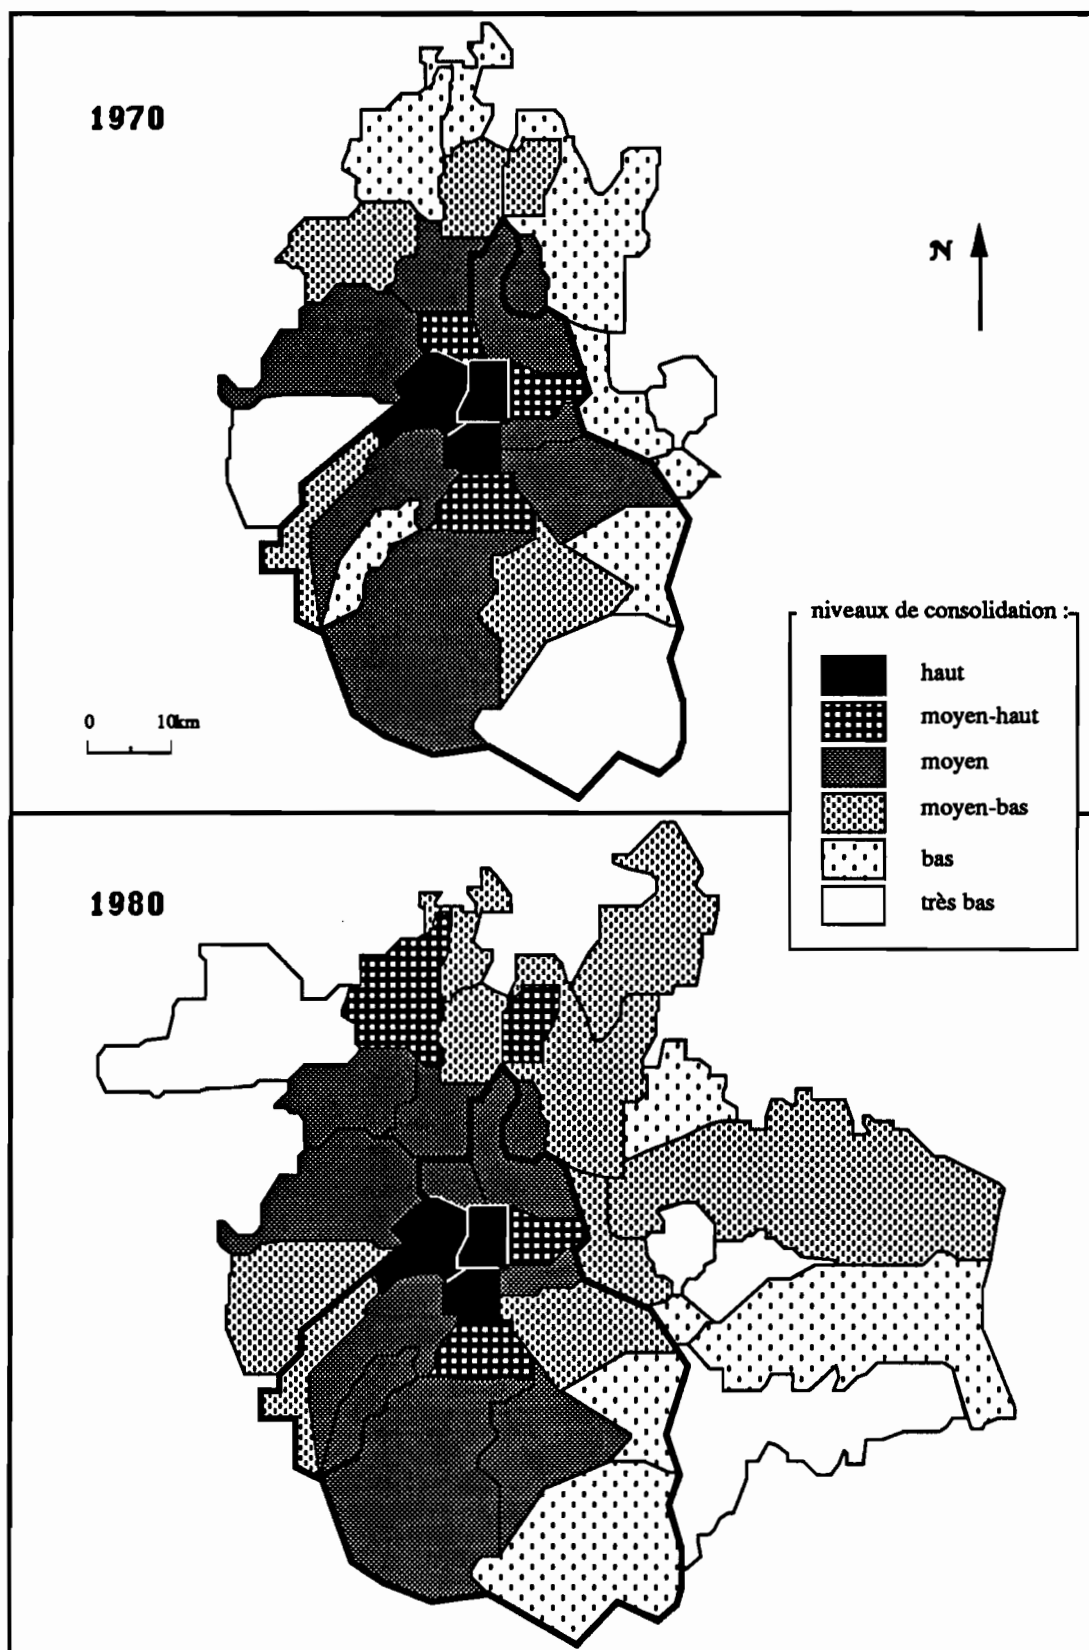 1970
N
0 10km
niveaux de consolidation :
haut
moyen-haut
moyen
moyen-bas
bas
très bas
1980